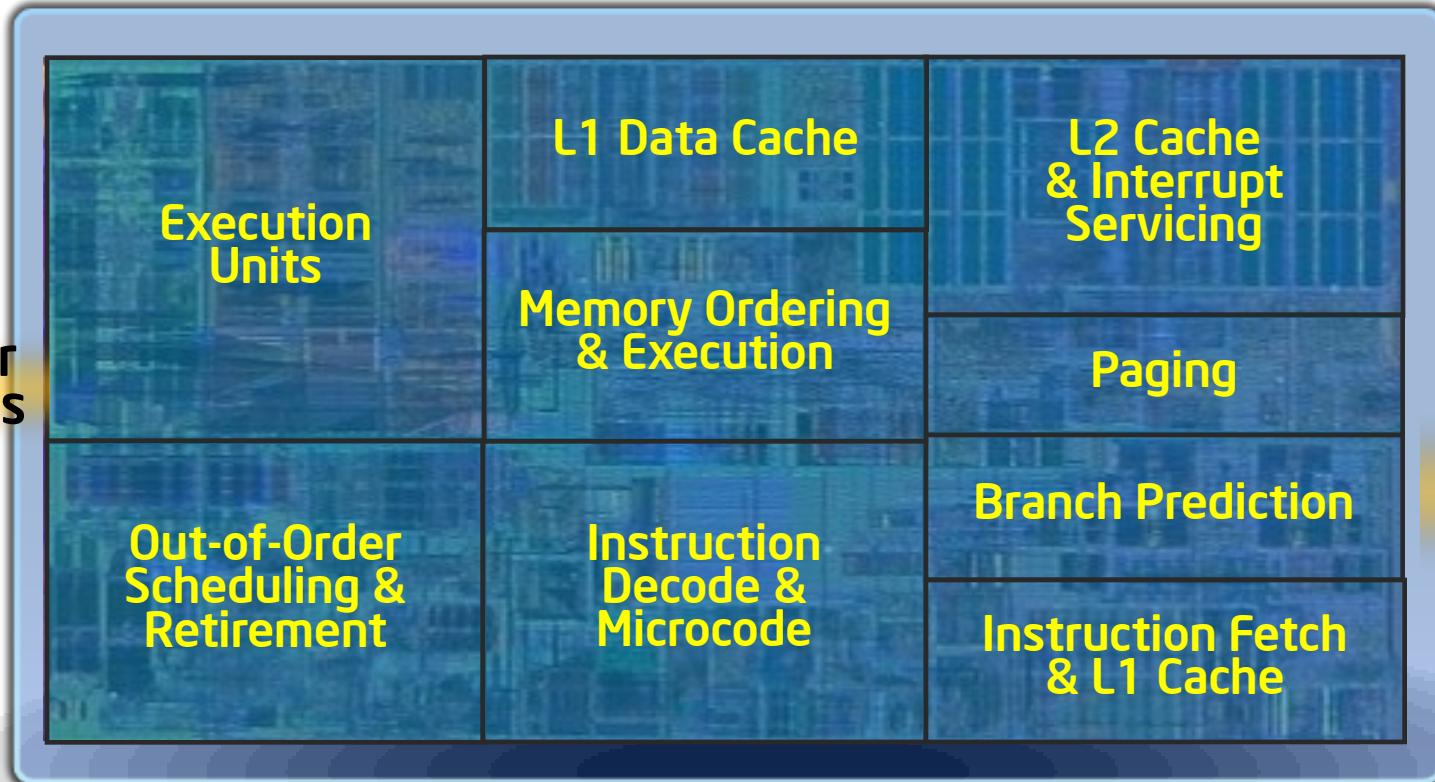 Execution
Units
L1 Data Cache
L2 Cache
& Interrupt
Servicing
Memory Ordering
& Execution
Paging
r
s
Out-of-Order
Scheduling &
Retirement
Instruction
Decode &
Microcode
Branch Prediction
Instruction Fetch
& L1 Cache